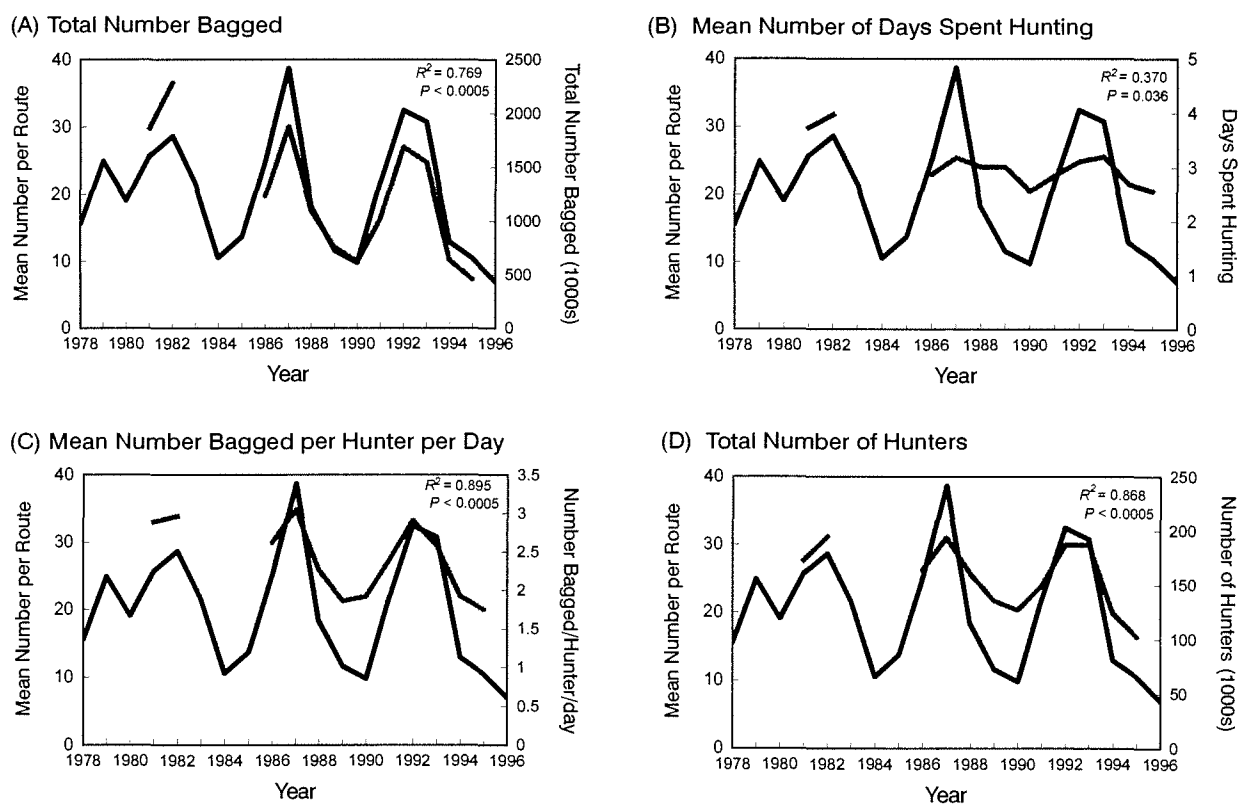 (A) Total Number Bagged
40
30
20
10
0
Mean Number per Route
2500
2000
1500
1000
500
0
Total Number Bagged (1000s)
R² = 0.769
P < 0.0005
1978 1980 1982 1984 1986 1988 1990 1992 1994 1996
Year
(B) Mean Number of Days Spent Hunting
40
30
20
10
0
Mean Number per Route
5
4
3
2
1
0
Days Spent Hunting
R² = 0.370
P = 0.036
1978 1980 1982 1984 1986 1988 1990 1992 1994 1996
Year
(C) Mean Number Bagged per Hunter per Day
40
30
20
10
0
Mean Number per Route
3.5
3
2.5
2
1.5
1
0.5
0
Number Bagged/Hunter/day
R² = 0.895
P < 0.0005
1978 1980 1982 1984 1986 1988 1990 1992 1994 1996
Year
(D) Total Number of Hunters
40
30
20
10
0
Mean Number per Route
250
200
150
100
50
0
Number of Hunters (1000s)
R² = 0.868
P < 0.0005
1978 1980 1982 1984 1986 1988 1990 1992 1994 1996
Year